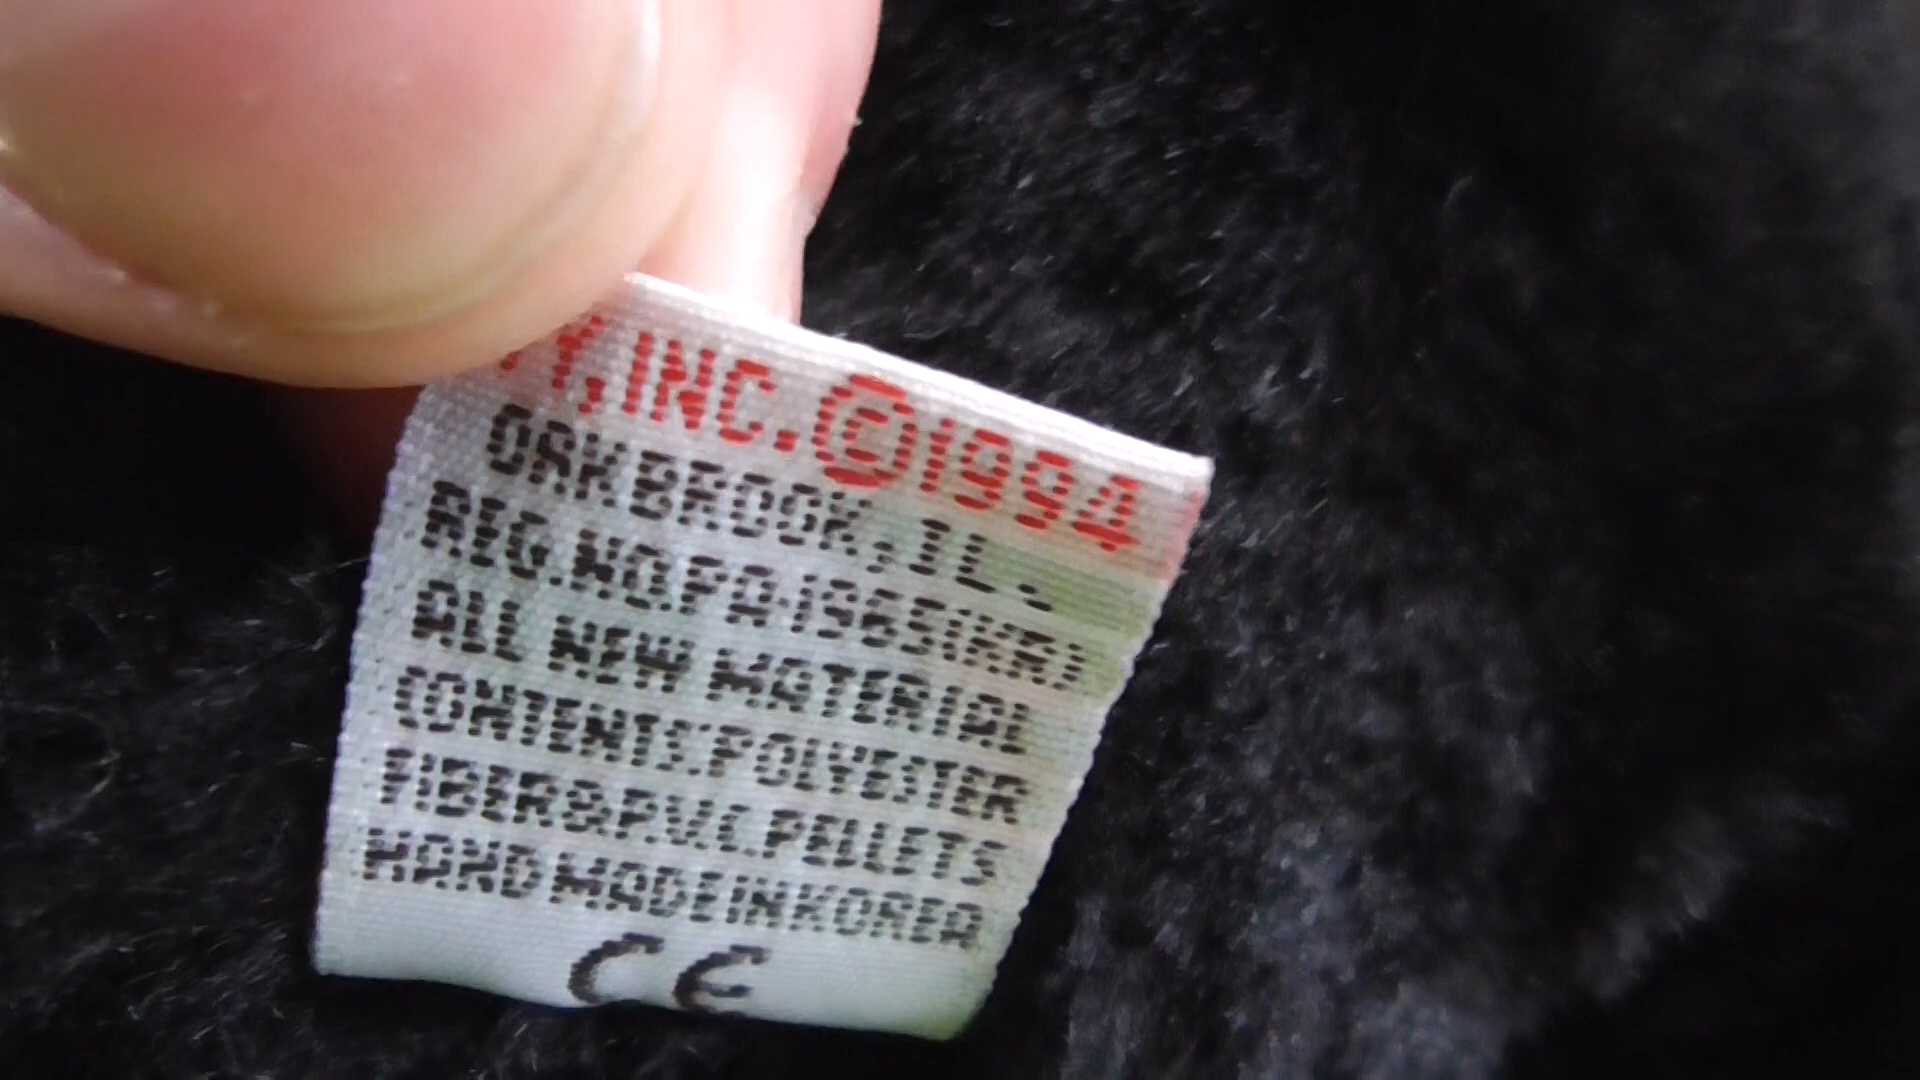 TY, INC. © 1994
OAKBROOK, IL.
REG. NO. PA-1965(KR)
ALL NEW MATERIAL
CONTENTS: POLYESTER
FIBER & P.V.C. PELLETS
HAND MADE IN KOREA
CE